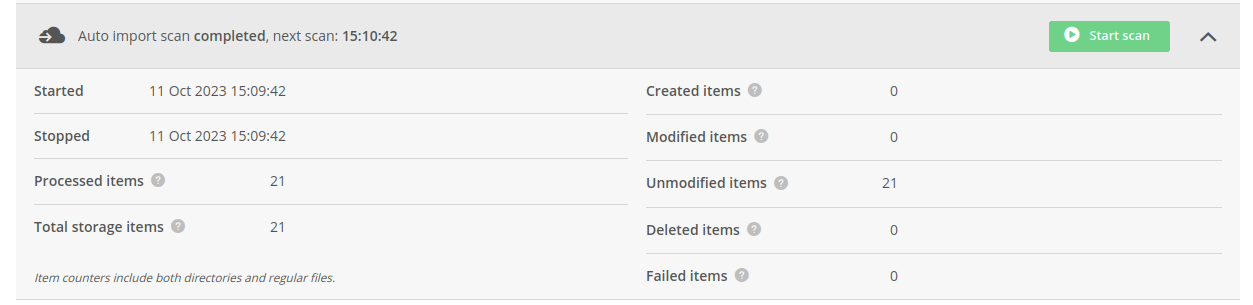 Auto import scan completed, next scan: 15:10:42
Start scan
Started 11 Oct 2023 15:09:42
Stopped 11 Oct 2023 15:09:42
Processed items ? 21
Total storage items ? 21
Item counters include both directories and regular files.
Created items ? 0
Modified items ? 0
Unmodified items ? 21
Deleted items ? 0
Failed items ? 0